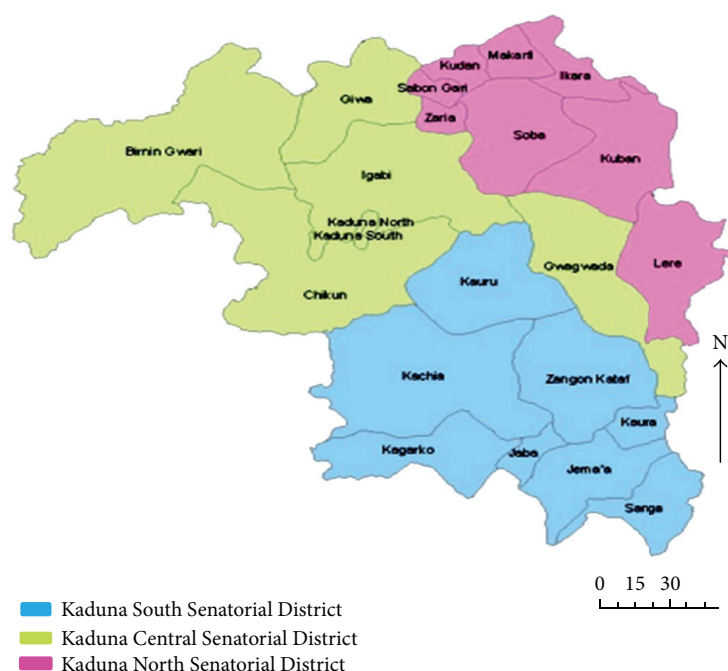 Makarfi
Kudan
Ikara
Sabon Gari
Giwa
Zaria
Soba
Birnin Gwari
Kuban
Igabi
Kaduna North
Kaduna South
Lere
Gwagwada
Kauru
Chikun
N
Kachia
Zangon Kataf
Kaura
Kagarko
Jaba
Jema'a
Sanga
0 15 30
Kaduna South Senatorial District
Kaduna Central Senatorial District
Kaduna North Senatorial District